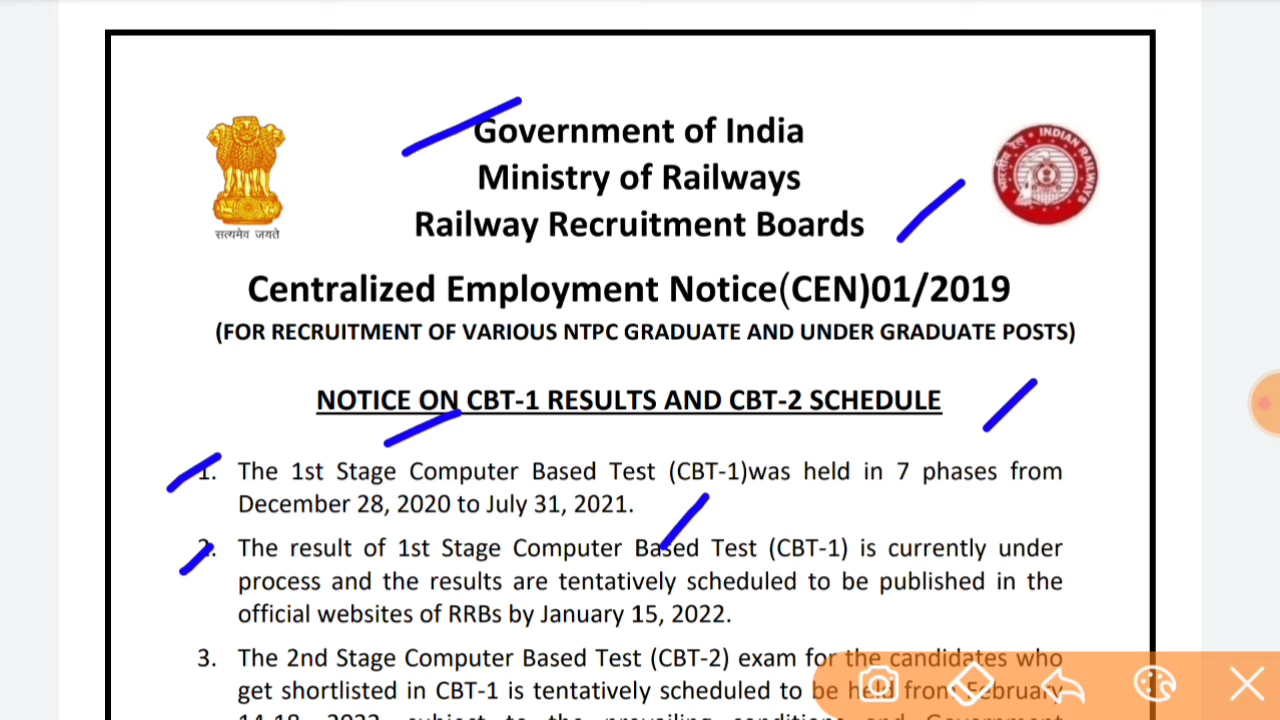 Government of India
Ministry of Railways
Railway Recruitment Boards
सत्यमेव जयते
भारतीय रेल
INDIAN RAILWAYS
Centralized Employment Notice(CEN)01/2019
(FOR RECRUITMENT OF VARIOUS NTPC GRADUATE AND UNDER GRADUATE POSTS)
NOTICE ON CBT-1 RESULTS AND CBT-2 SCHEDULE
1. The 1st Stage Computer Based Test (CBT-1)was held in 7 phases from
December 28, 2020 to July 31, 2021.
2. The result of 1st Stage Computer Based Test (CBT-1) is currently under
process and the results are tentatively scheduled to be published in the
official websites of RRBs by January 15, 2022.
3. The 2nd Stage Computer Based Test (CBT-2) exam for the candidates who
get shortlisted in CBT-1 is tentatively scheduled to be held from February